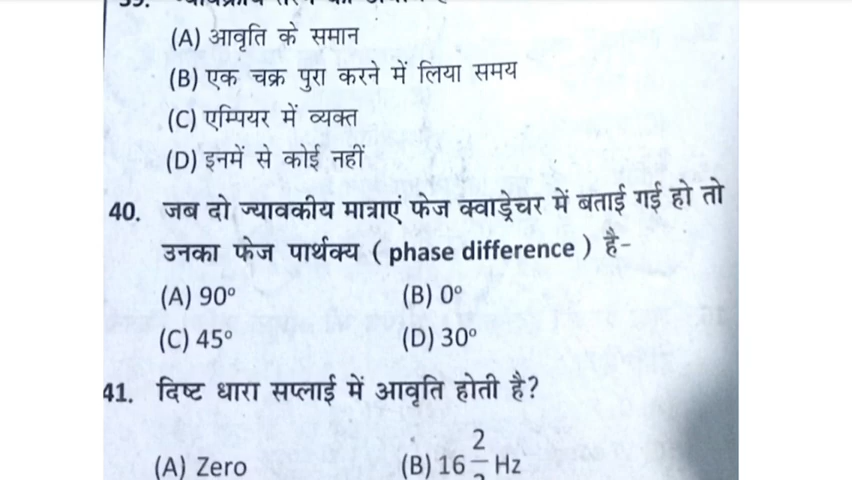 (A) आवृति के समान
(B) एक चक्र पुरा करने में लिया समय
(C) एम्पियर में व्यक्त
(D) इनमें से कोई नहीं
40. जब दो ज्यावकीय मात्राएं फेज क्वाड्रेचर में बताई गई हो तो
उनका फेज पार्थक्य ( phase difference ) है-
(A) 90° (B) 0°
(C) 45° (D) 30°
41. दिष्ट धारा सप्लाई में आवृति होती है?
(A) Zero (B) 16 2/3 Hz